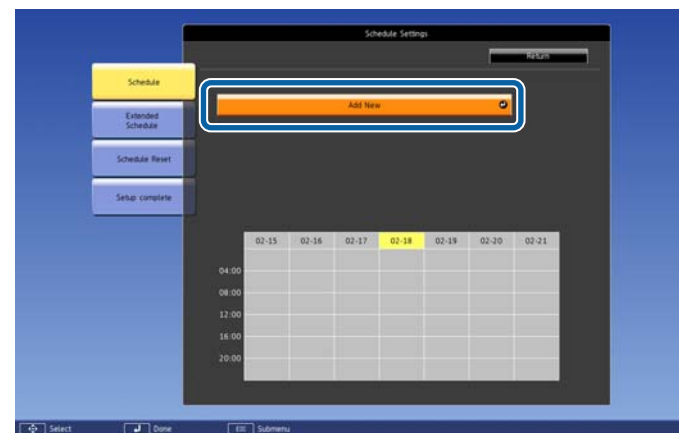 Schedule Settings
Return
Schedule
Add New
Extended
Schedule
Schedule Reset
Setup complete
02-15 02-16 02-17 02-18 02-19 02-20 02-21
04:00
08:00
12:00
16:00
20:00
Select Done Submenu